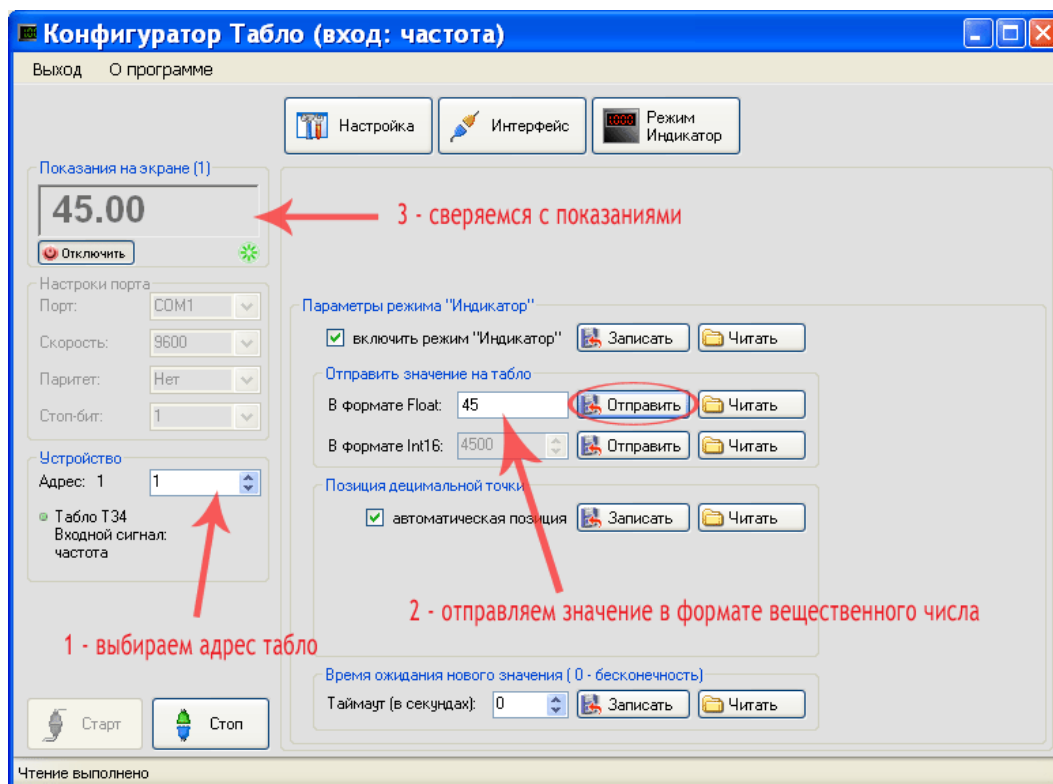 Конфигуратор Табло (вход: частота)
Выход О программе
Настройка
Интерфейс
1000
Режим
Индикатор
Показания на экране (1)
45.00
3 - сверяемся с показаниями
Отключить
Настроки порта
Порт: COM1
Скорость: 9600
Паритет: Нет
Стоп-бит: 1
Устройство
Адрес: 1 1
Табло Т34
Входной сигнал:
частота
1 - выбираем адрес табло
Параметры режима "Индикатор"
включить режим "Индикатор" Записать Читать
Отправить значение на табло
В формате Float: 45 Отправить Читать
В формате Int16: 4500 Отправить Читать
Позиция децимальной точки
автоматическая позиция Записать Читать
2 - отправляем значение в формате вещественного числа
Время ожидания нового значения ( 0 - бесконечность)
Таймаут (в секундах): 0 Записать Читать
Старт Стоп
Чтение выполнено